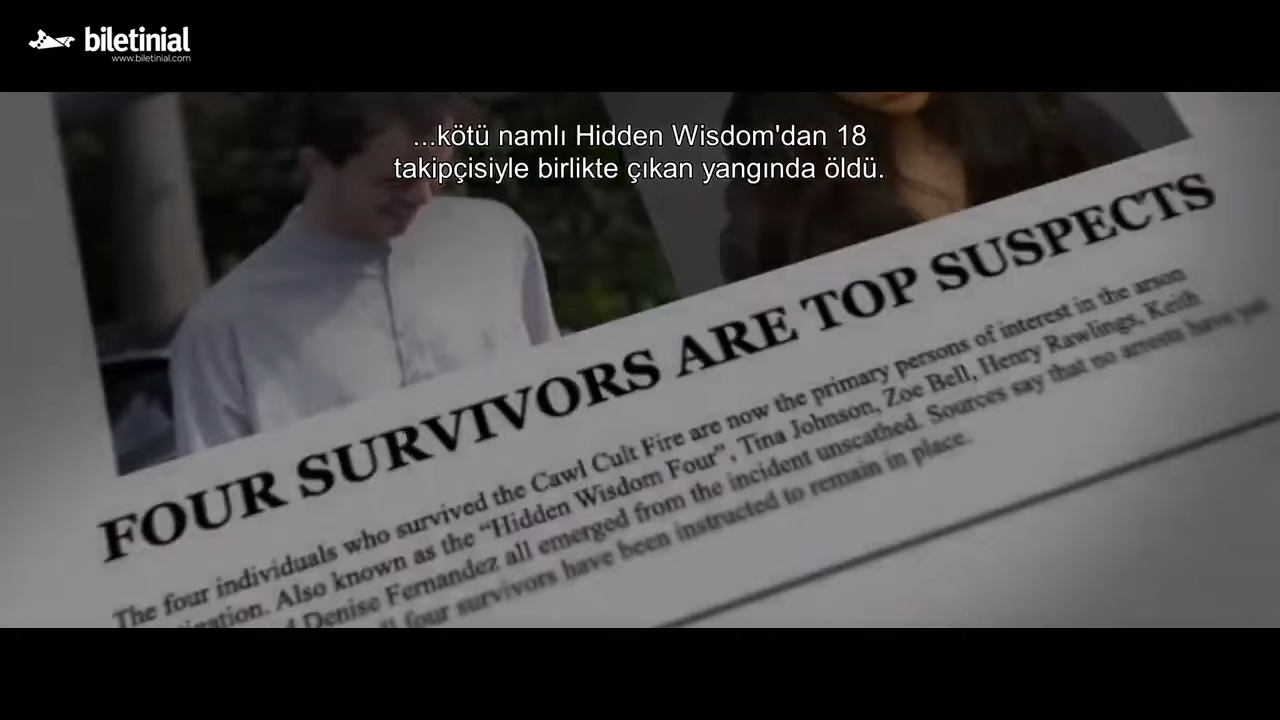 biletinial
www.biletinial.com
...kötü namlı Hidden Wisdom'dan 18
takipçisiyle birlikte çıkan yangında öldü.
FOUR SURVIVORS ARE TOP SUSPECTS
The four individuals who survived the Cawl Cult Fire are now the primary persons of interest in the arson
Also known as the “Hidden Wisdom Four”, Tina Johnson, Zoe Bell, Henry Rawlings, Keith
Denise Fernandez all emerged from the incident unscathed. Sources say that no arrests have yet
four survivors have been instructed to remain in place.